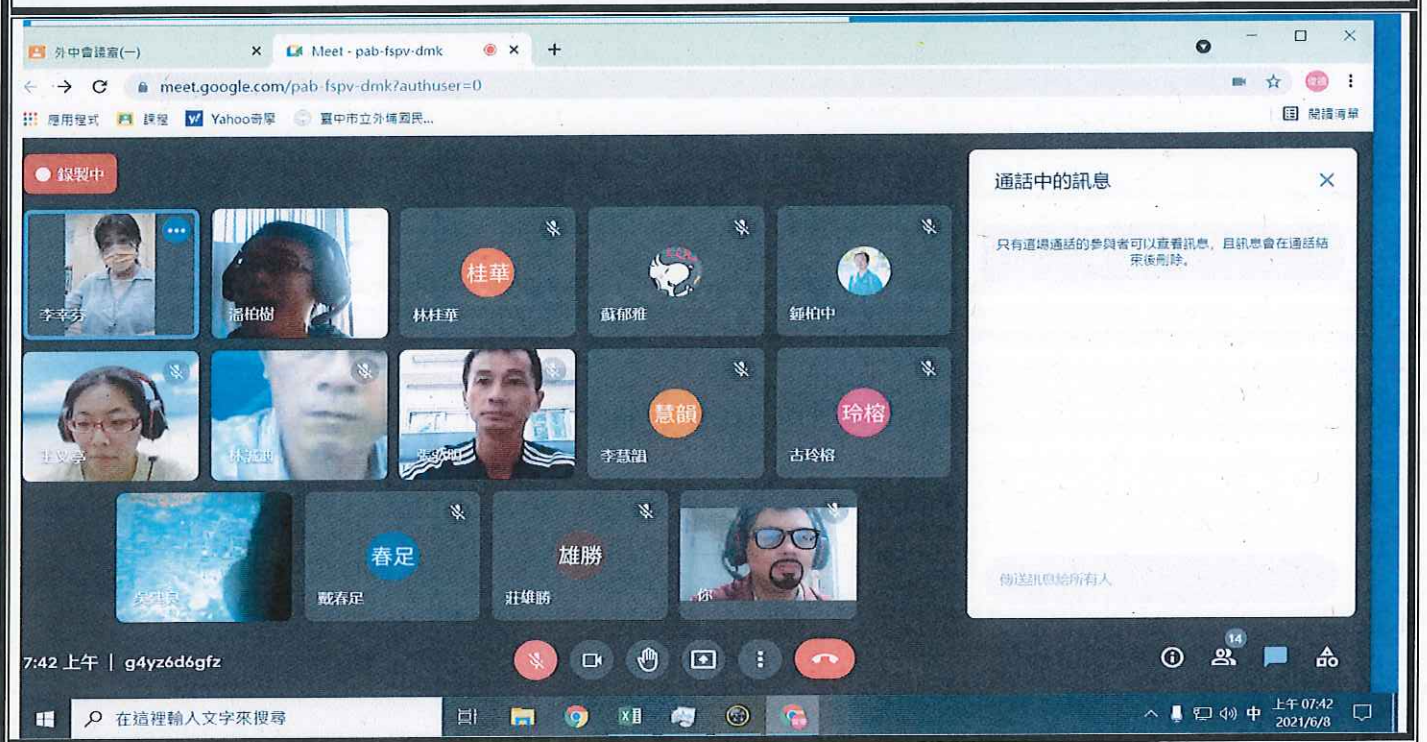 外中會議室(一)
Meet - pab-fspv-dmk
meet.google.com/pab-fspv-dmk?authuser=0
應用程式 課程 Yahoo奇摩 臺中市立外埔國民...
閱讀清單
錄製中
李幸芬
潘柏樹
桂華
林桂華
蘇郁雅
鍾柏中
慧韻
李慧韻
玲榕
古玲榕
春足
戴春足
雄勝
莊雄勝
你
通話中的訊息
只有這場通話的參與者可以查看訊息，且訊息會在通話結
束後刪除。
傳送訊息給所有人
7:42 上午 | g4yz6d6gfz
14
在這裡輸入文字來搜尋
中
上午 07:42
2021/6/8